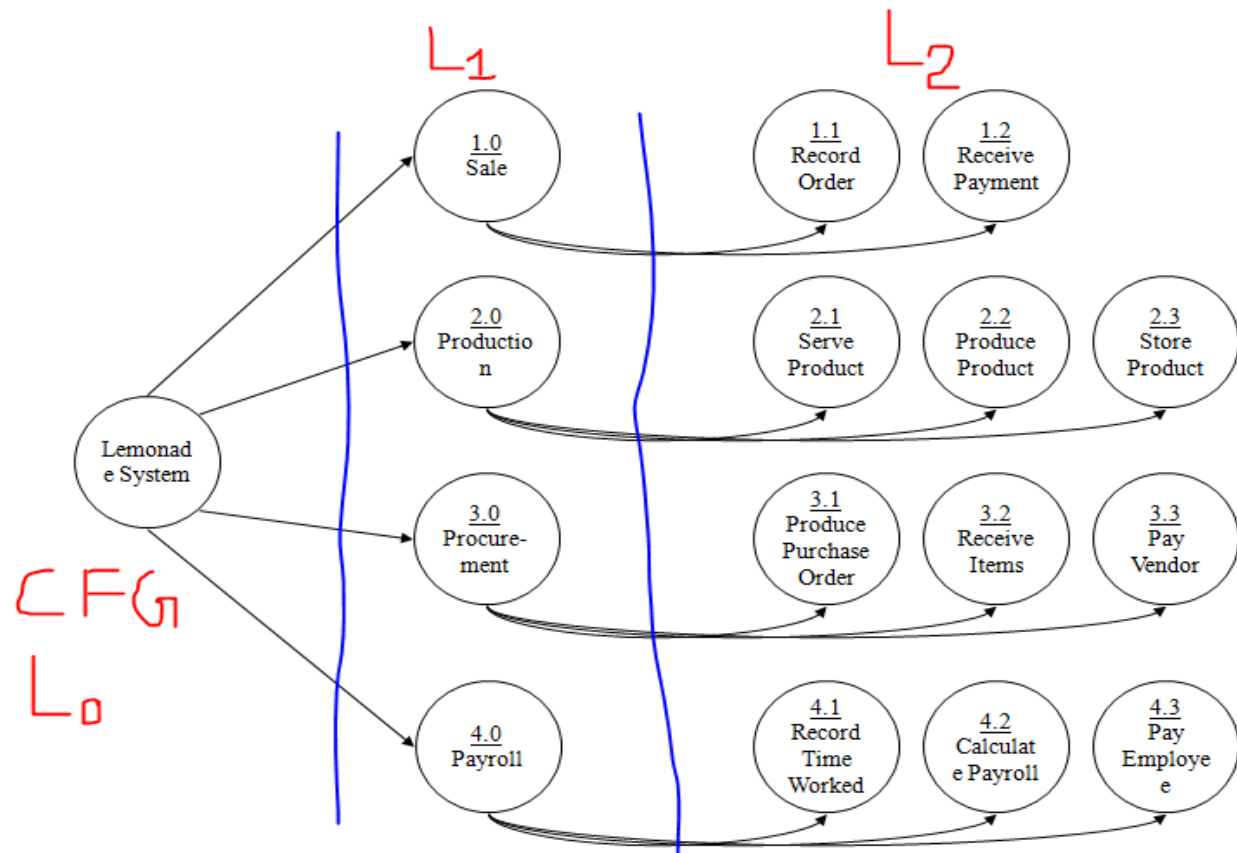 L1
L2
1.0
Sale
1.1
Record
Order
1.2
Receive
Payment
2.0
Productio
n
2.1
Serve
Product
2.2
Produce
Product
2.3
Store
Product
Lemonad
e System
CFG
L0
3.0
Procure-
ment
3.1
Produce
Purchase
Order
3.2
Receive
Items
3.3
Pay
Vendor
4.0
Payroll
4.1
Record
Time
Worked
4.2
Calculat
e Payroll
4.3
Pay
Employe
e